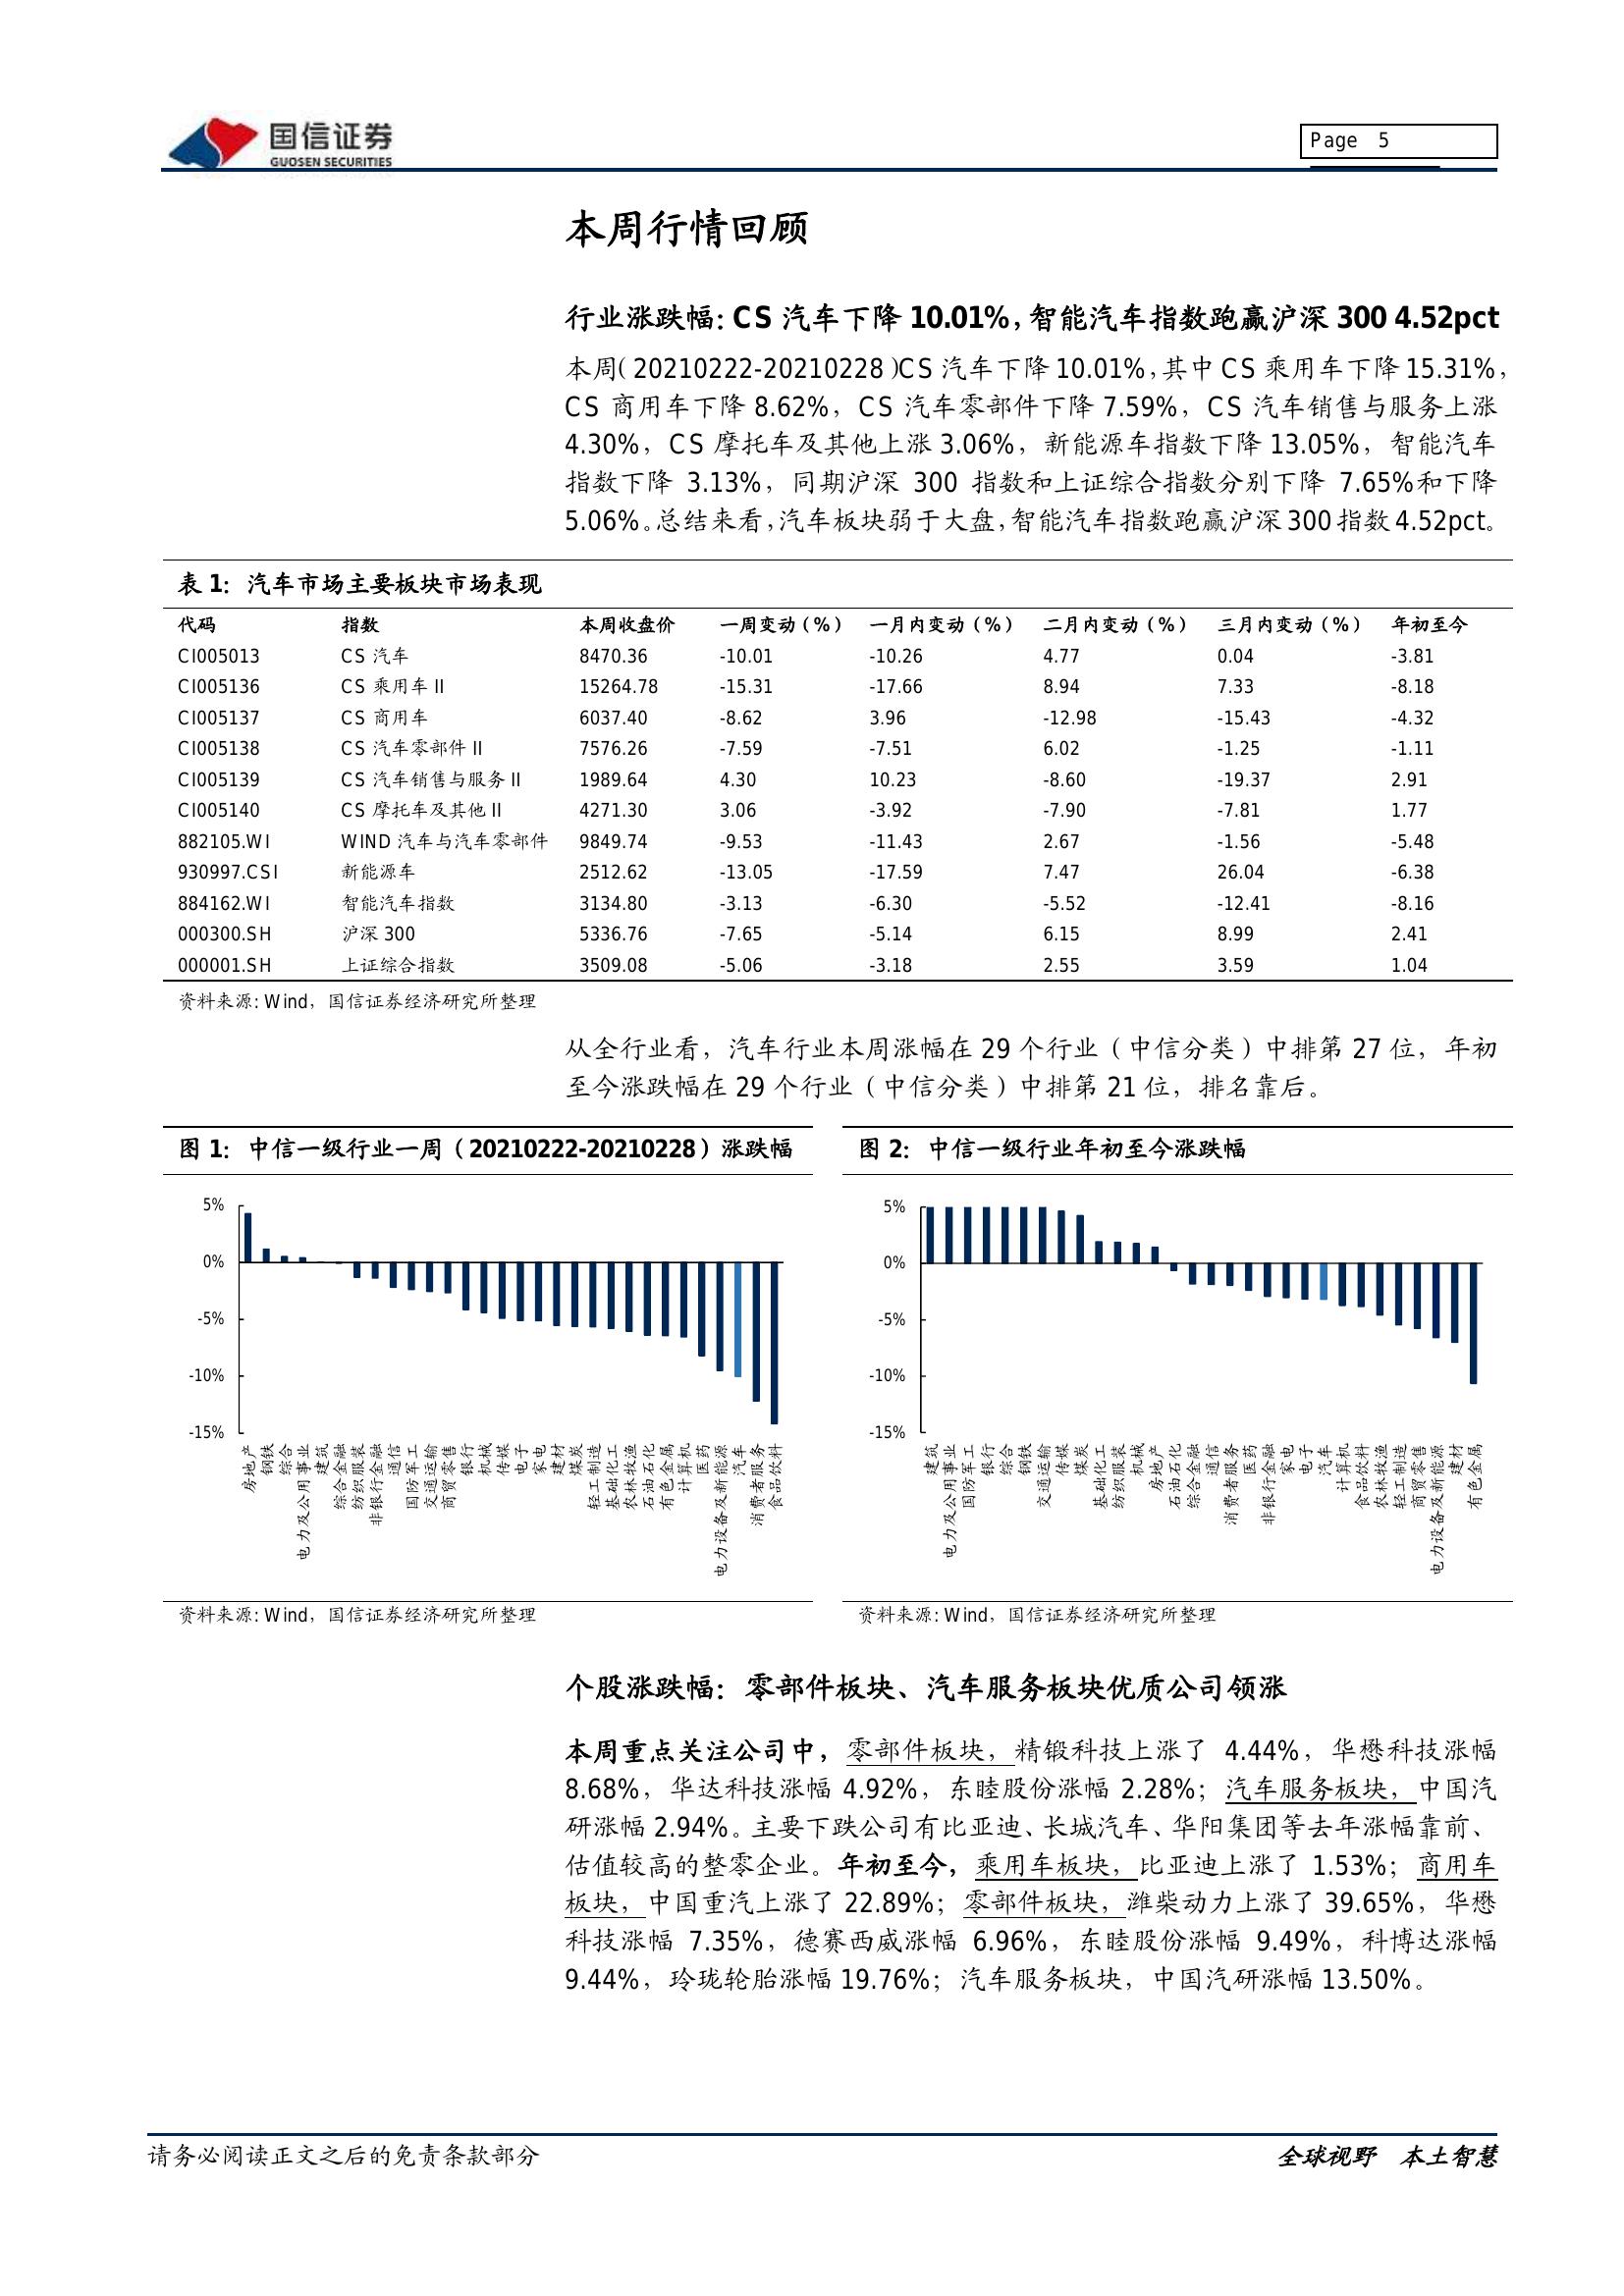 国信证券
GUOSEN SECURITIES
Page 5
本周行情回顾
行业涨跌幅：CS 汽车下降 10.01%，智能汽车指数跑赢沪深 300 4.52pct
本周（20210222-20210228）CS 汽车下降 10.01%，其中 CS 乘用车下降 15.31%，
CS 商用车下降 8.62%，CS 汽车零部件下降 7.59%，CS 汽车销售与服务上涨
4.30%，CS 摩托车及其他上涨 3.06%，新能源车指数下降 13.05%，智能汽车
指数下降 3.13%，同期沪深 300 指数和上证综合指数分别下降 7.65%和下降
5.06%。总结来看，汽车板块弱于大盘，智能汽车指数跑赢沪深 300 指数 4.52pct。
表 1：汽车市场主要板块市场表现
代码 指数 本周收盘价 一周变动（%） 一月内变动（%） 二月内变动（%） 三月内变动（%） 年初至今
CI005013 CS 汽车 8470.36 -10.01 -10.26 4.77 0.04 -3.81
CI005136 CS 乘用车 II 15264.78 -15.31 -17.66 8.94 7.33 -8.18
CI005137 CS 商用车 6037.40 -8.62 3.96 -12.98 -15.43 -4.32
CI005138 CS 汽车零部件 II 7576.26 -7.59 -7.51 6.02 -1.25 -1.11
CI005139 CS 汽车销售与服务 II 1989.64 4.30 10.23 -8.60 -19.37 2.91
CI005140 CS 摩托车及其他 II 4271.30 3.06 -3.92 -7.90 -7.81 1.77
882105.WI WIND 汽车与汽车零部件 9849.74 -9.53 -11.43 2.67 -1.56 -5.48
930997.CSI 新能源车 2512.62 -13.05 -17.59 7.47 26.04 -6.38
884162.WI 智能汽车指数 3134.80 -3.13 -6.30 -5.52 -12.41 -8.16
000300.SH 沪深 300 5336.76 -7.65 -5.14 6.15 8.99 2.41
000001.SH 上证综合指数 3509.08 -5.06 -3.18 2.55 3.59 1.04
资料来源：Wind，国信证券经济研究所整理
从全行业看，汽车行业本周涨幅在 29 个行业（中信分类）中排第 27 位，年初
至今涨跌幅在 29 个行业（中信分类）中排第 21 位，排名靠后。
图 1：中信一级行业一周（20210222-20210228）涨跌幅
5%
0%
-5%
-10%
-15%
房地产
钢铁
综合
电力及公用事业
建筑
综合金融
纺织服装
非银行金融
通信
国防军工
交通运输
商贸零售
银行
机械
传媒
电子
家电
建材
煤炭
轻工制造
基础化工
农林牧渔
石油石化
有色金属
计算机
医药
电力设备及新能源
汽车
消费者服务
食品饮料
资料来源：Wind，国信证券经济研究所整理
图 2：中信一级行业年初至今涨跌幅
5%
0%
-5%
-10%
-15%
建筑
电力及公用事业
国防军工
银行
综合
钢铁
交通运输
传媒
煤炭
基础化工
纺织服装
机械
房地产
石油石化
综合金融
通信
消费者服务
医药
非银行金融
家电
电子
汽车
计算机
食品饮料
农林牧渔
轻工制造
商贸零售
电力设备及新能源
建材
有色金属
资料来源：Wind，国信证券经济研究所整理
个股涨跌幅：零部件板块、汽车服务板块优质公司领涨
本周重点关注公司中，零部件板块，精锻科技上涨了 4.44%，华懋科技涨幅
8.68%，华达科技涨幅 4.92%，东睦股份涨幅 2.28%；汽车服务板块，中国汽
研涨幅 2.94%。主要下跌公司有比亚迪、长城汽车、华阳集团等去年涨幅靠前、
估值较高的整零企业。年初至今，乘用车板块，比亚迪上涨了 1.53%；商用车
板块，中国重汽上涨了 22.89%；零部件板块，潍柴动力上涨了 39.65%，华懋
科技涨幅 7.35%，德赛西威涨幅 6.96%，东睦股份涨幅 9.49%，科博达涨幅
9.44%，玲珑轮胎涨幅 19.76%；汽车服务板块，中国汽研涨幅 13.50%。
请务必阅读正文之后的免责条款部分
全球视野 本土智慧